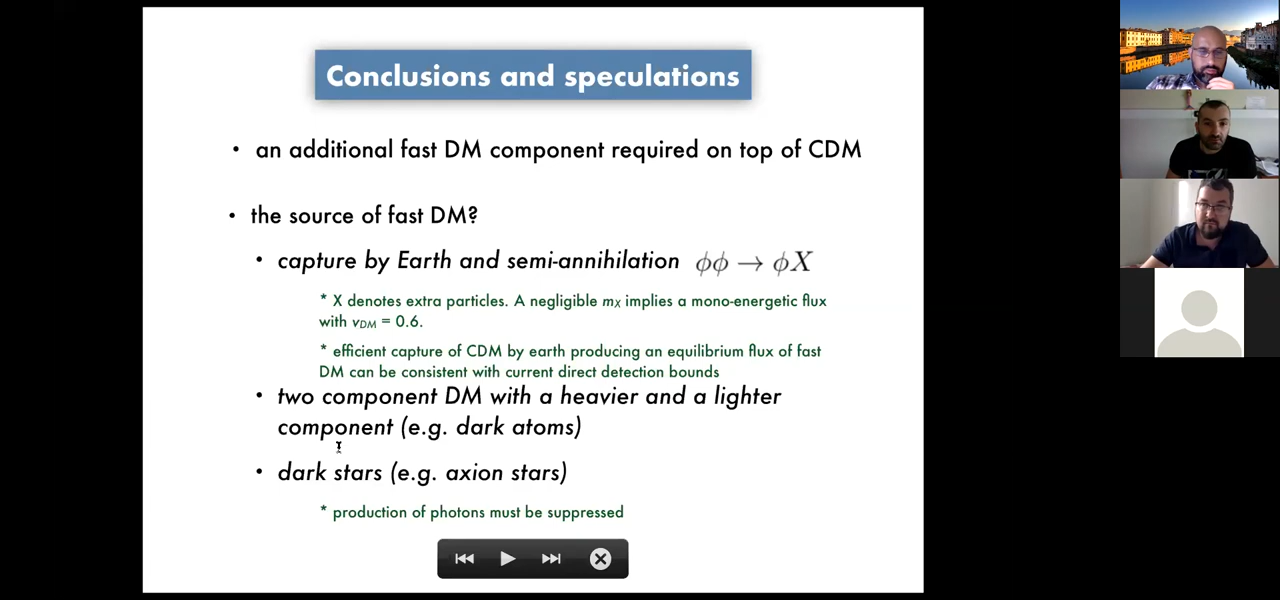 Conclusions and speculations
• an additional fast DM component required on top of CDM
• the source of fast DM?
• capture by Earth and semi-annihilation ϕϕ → ϕX
* X denotes extra particles. A negligible mX implies a mono-energetic flux
with vDM = 0.6.
* efficient capture of CDM by earth producing an equilibrium flux of fast
DM can be consistent with current direct detection bounds
• two component DM with a heavier and a lighter
component (e.g. dark atoms)
• dark stars (e.g. axion stars)
* production of photons must be suppressed